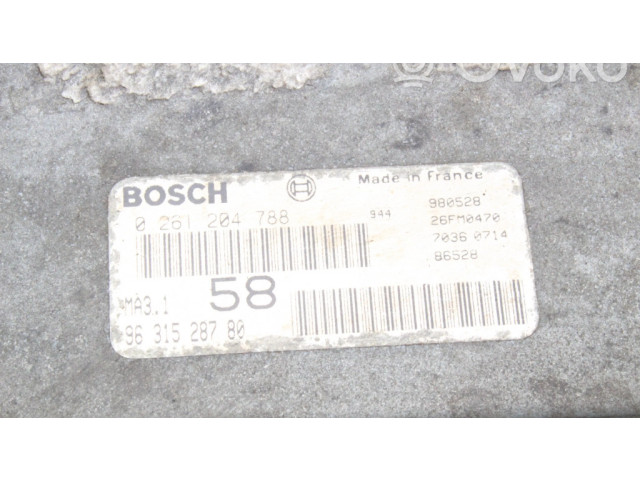 OVOKO
BOSCH
Made in France
0 261 204 788
944
980528
26FM0470
7036 0714
86528
MA3.1
58
96 315 287 80